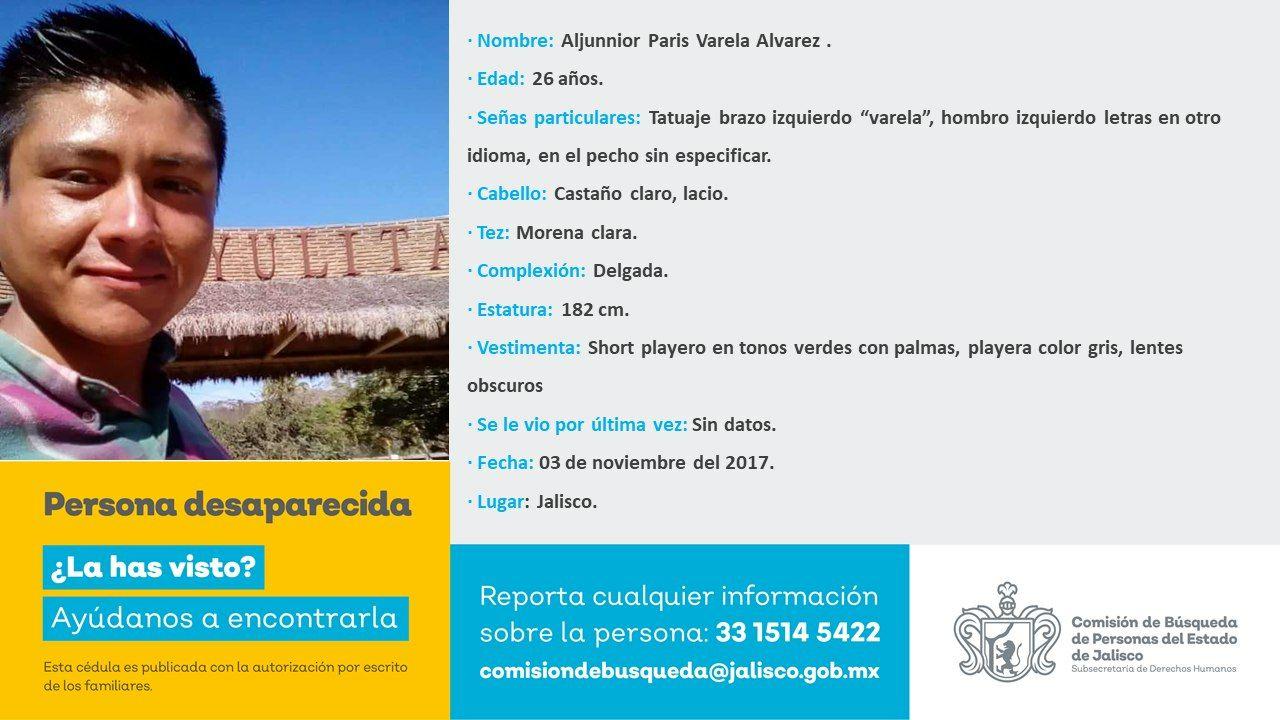 YULITA
· Nombre: Aljunnior Paris Varela Alvarez .
· Edad: 26 años.
· Señas particulares: Tatuaje brazo izquierdo “varela”, hombro izquierdo letras en otro
idioma, en el pecho sin especificar.
· Cabello: Castaño claro, lacio.
· Tez: Morena clara.
· Complexión: Delgada.
· Estatura: 182 cm.
· Vestimenta: Short playero en tonos verdes con palmas, playera color gris, lentes
obscuros
· Se le vio por última vez: Sin datos.
· Fecha: 03 de noviembre del 2017.
· Lugar: Jalisco.
Persona desaparecida
¿La has visto?
Ayúdanos a encontrarla
Esta cédula es publicada con la autorización por escrito
de los familiares.
Reporta cualquier información
sobre la persona: 33 1514 5422
comisiondebusqueda@jalisco.gob.mx
Comisión de Búsqueda
de Personas del Estado
de Jalisco
Subsecretaría de Derechos Humanos